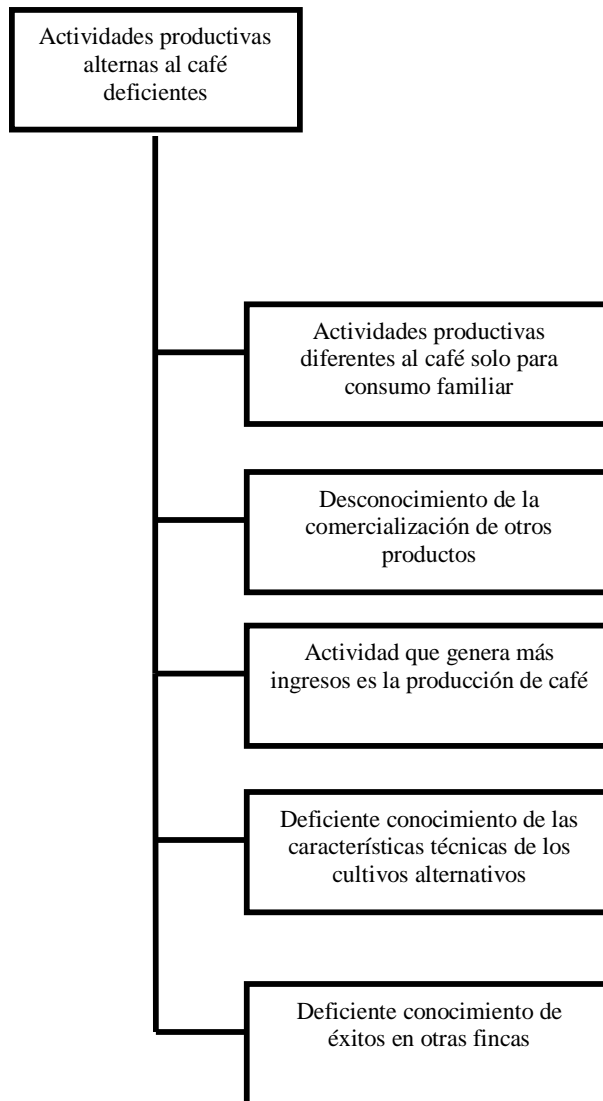 Actividades productivas
alternas al café
deficientes
Actividades productivas
diferentes al café solo para
consumo familiar
Desconocimiento de la
comercialización de otros
productos
Actividad que genera más
ingresos es la producción de café
Deficiente conocimiento de las
características técnicas de los
cultivos alternativos
Deficiente conocimiento de
éxitos en otras fincas